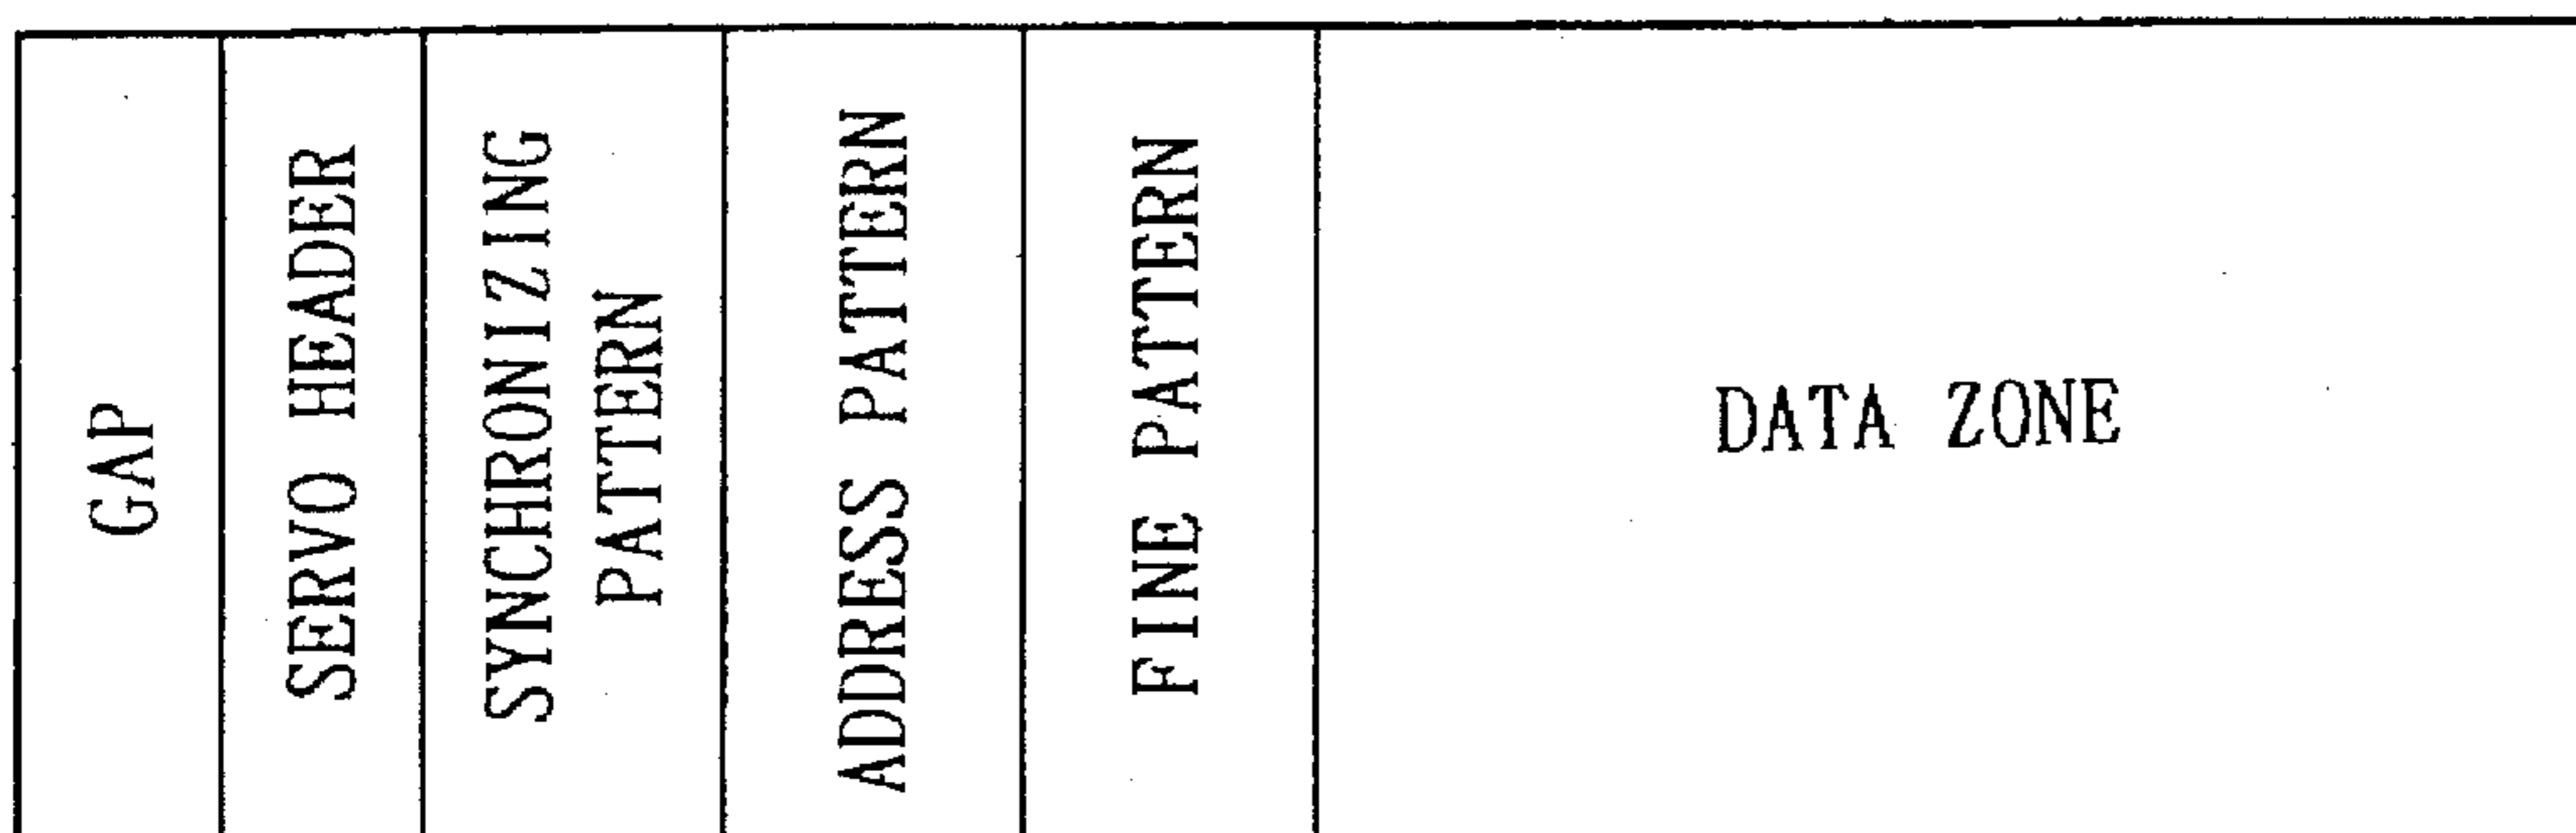 GAP
SERVO HEADER
SYNCHRONIZING
PATTERN
ADDRESS PATTERN
FINE PATTERN
DATA ZONE